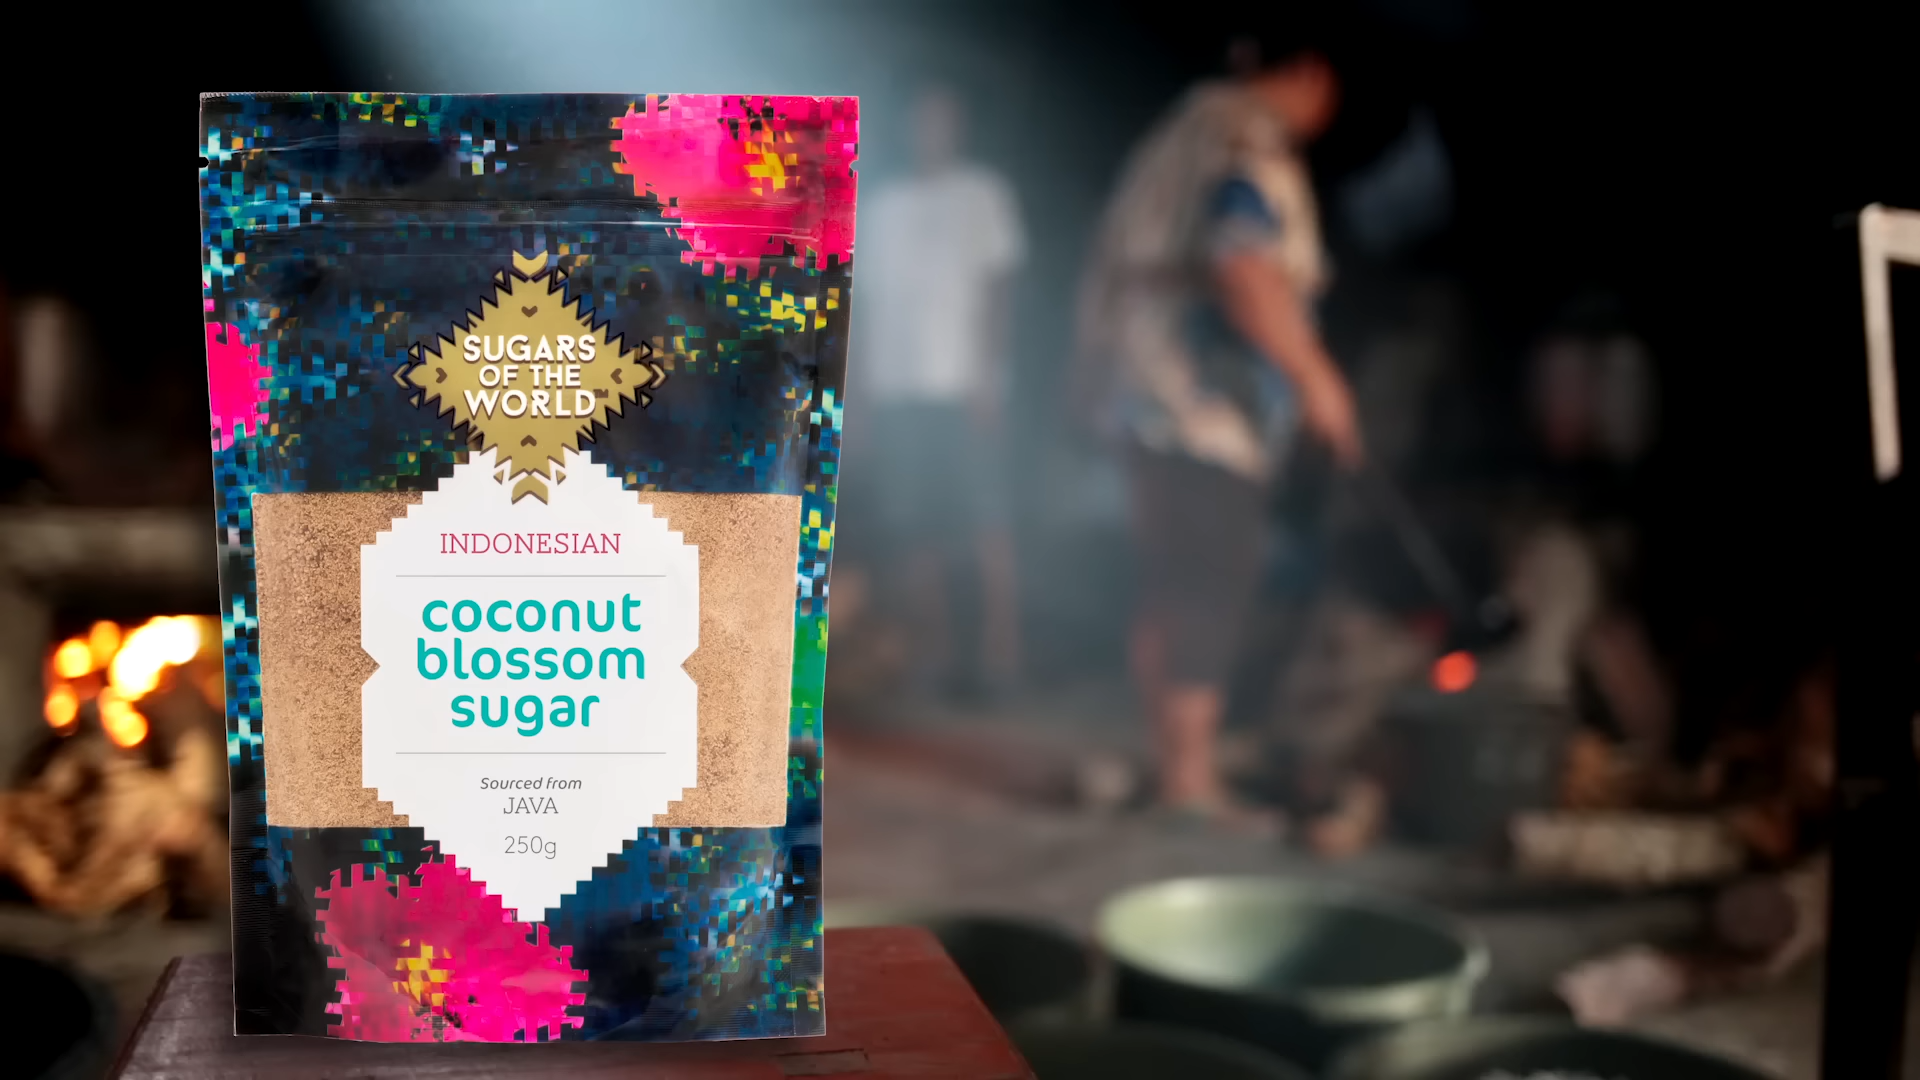 SUGARS
OF THE
WORLD
INDONESIAN
coconut
blossom
sugar
Sourced from
JAVA
250g